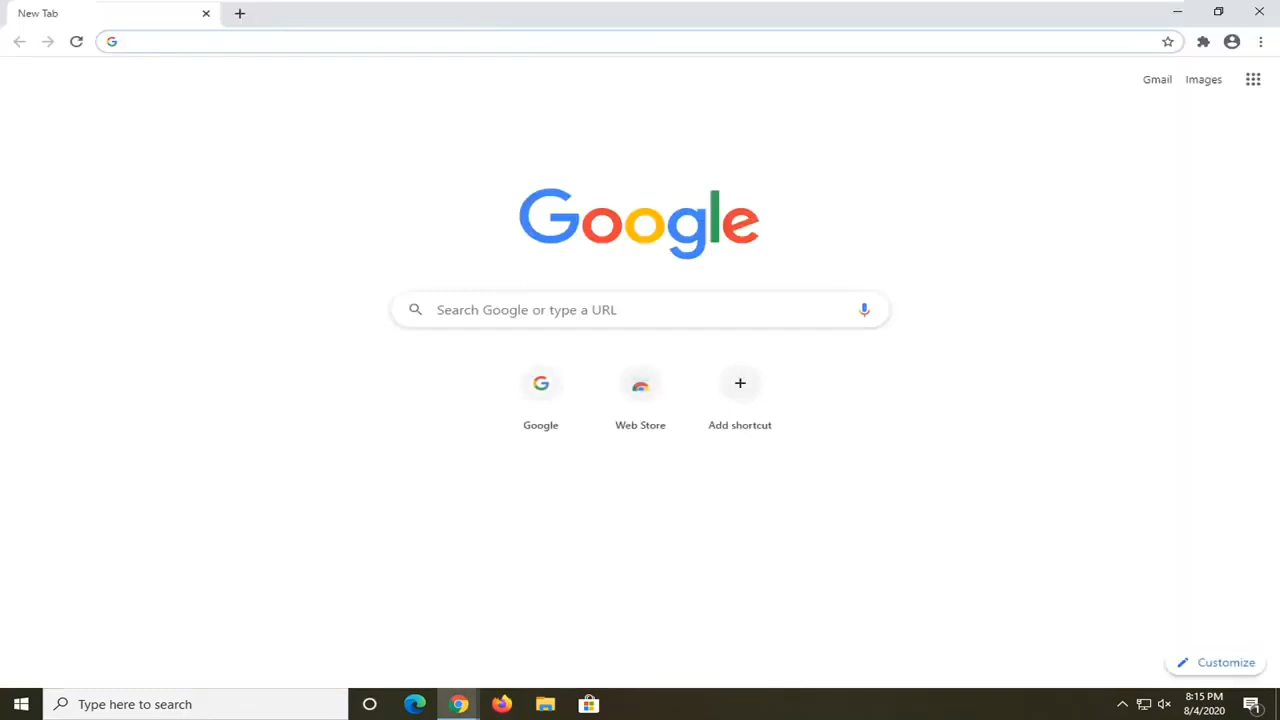 New Tab
Gmail Images
Google
Search Google or type a URL
Google Web Store Add shortcut
Customize
Type here to search
8:15 PM
8/4/2020
1